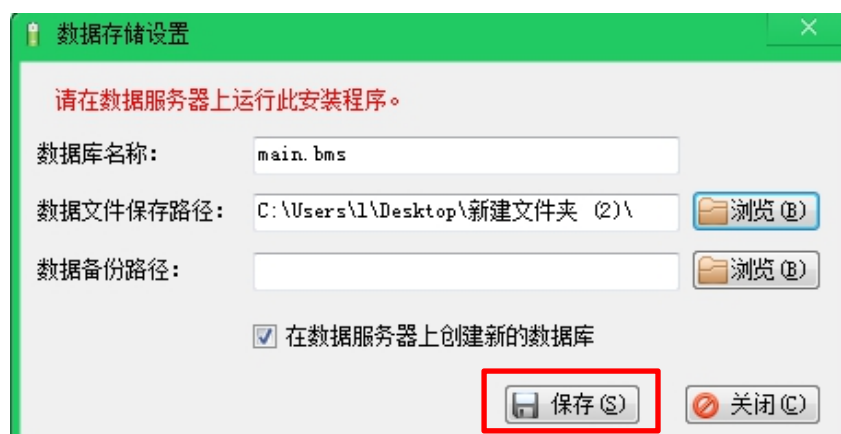 数据存储设置
请在数据服务器上运行此安装程序。
数据库名称： main.bms
数据文件保存路径： C:\Users\l\Desktop\新建文件夹 (2)\ 浏览(B)
数据备份路径： 浏览(B)
在数据服务器上创建新的数据库
保存(S) 关闭(C)